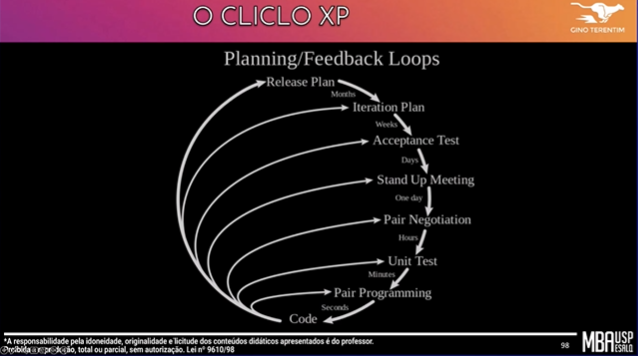 O CLICLO XP
GINO TERENTIM
Planning/Feedback Loops
Release Plan
Months
Iteration Plan
Weeks
Acceptance Test
Days
Stand Up Meeting
One day
Pair Negotiation
Hours
Unit Test
Minutes
Pair Programming
Seconds
Code
*A responsabilidade pela idoneidade, originalidade e licitude dos conteúdos didáticos apresentados é do professor.
Proibida a reprodução, total ou parcial, sem autorização. Lei nº 9610/98
98
MBA USP
ESALQ